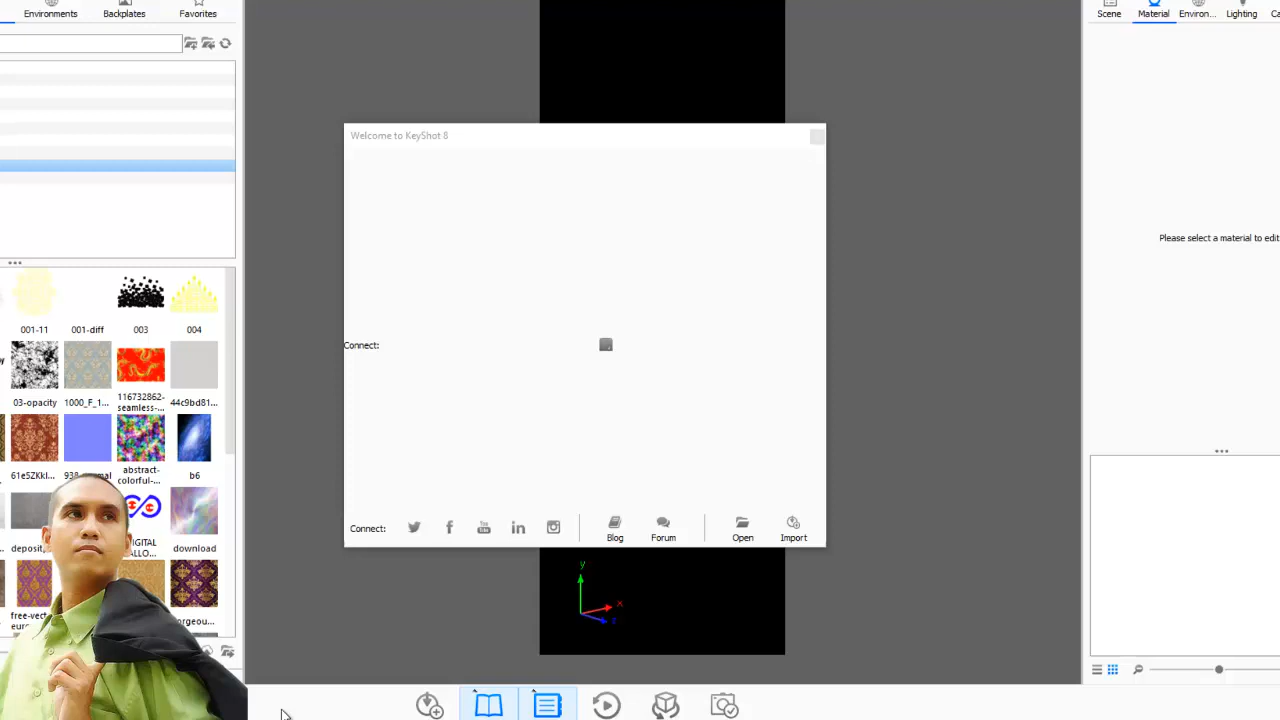 Environments
Backplates
Favorites
Scene
Material
Environ...
Lighting
Welcome to KeyShot 8
Please select a material to edit
001-11
001-diff
003
004
Connect:
03-opacity
1000_F_1...
116732862-
seamless-...
44c9bd81...
61e5ZKkI...
abstract-
colorful-...
b6
deposit
download
free-vect
Connect:
Blog
Forum
Open
Import
y
x
z